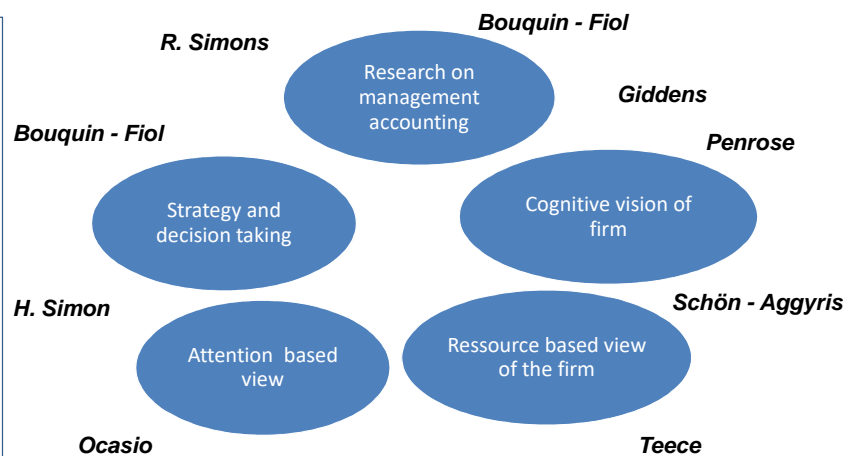 Bouquin - Fiol
R. Simons
Research on
management
accounting
Giddens
Bouquin - Fiol
Penrose
Strategy and
decision taking
Cognitive vision of
firm
H. Simon
Schön - Aggyris
Attention based
view
Ressource based view
of the firm
Ocasio
Teece